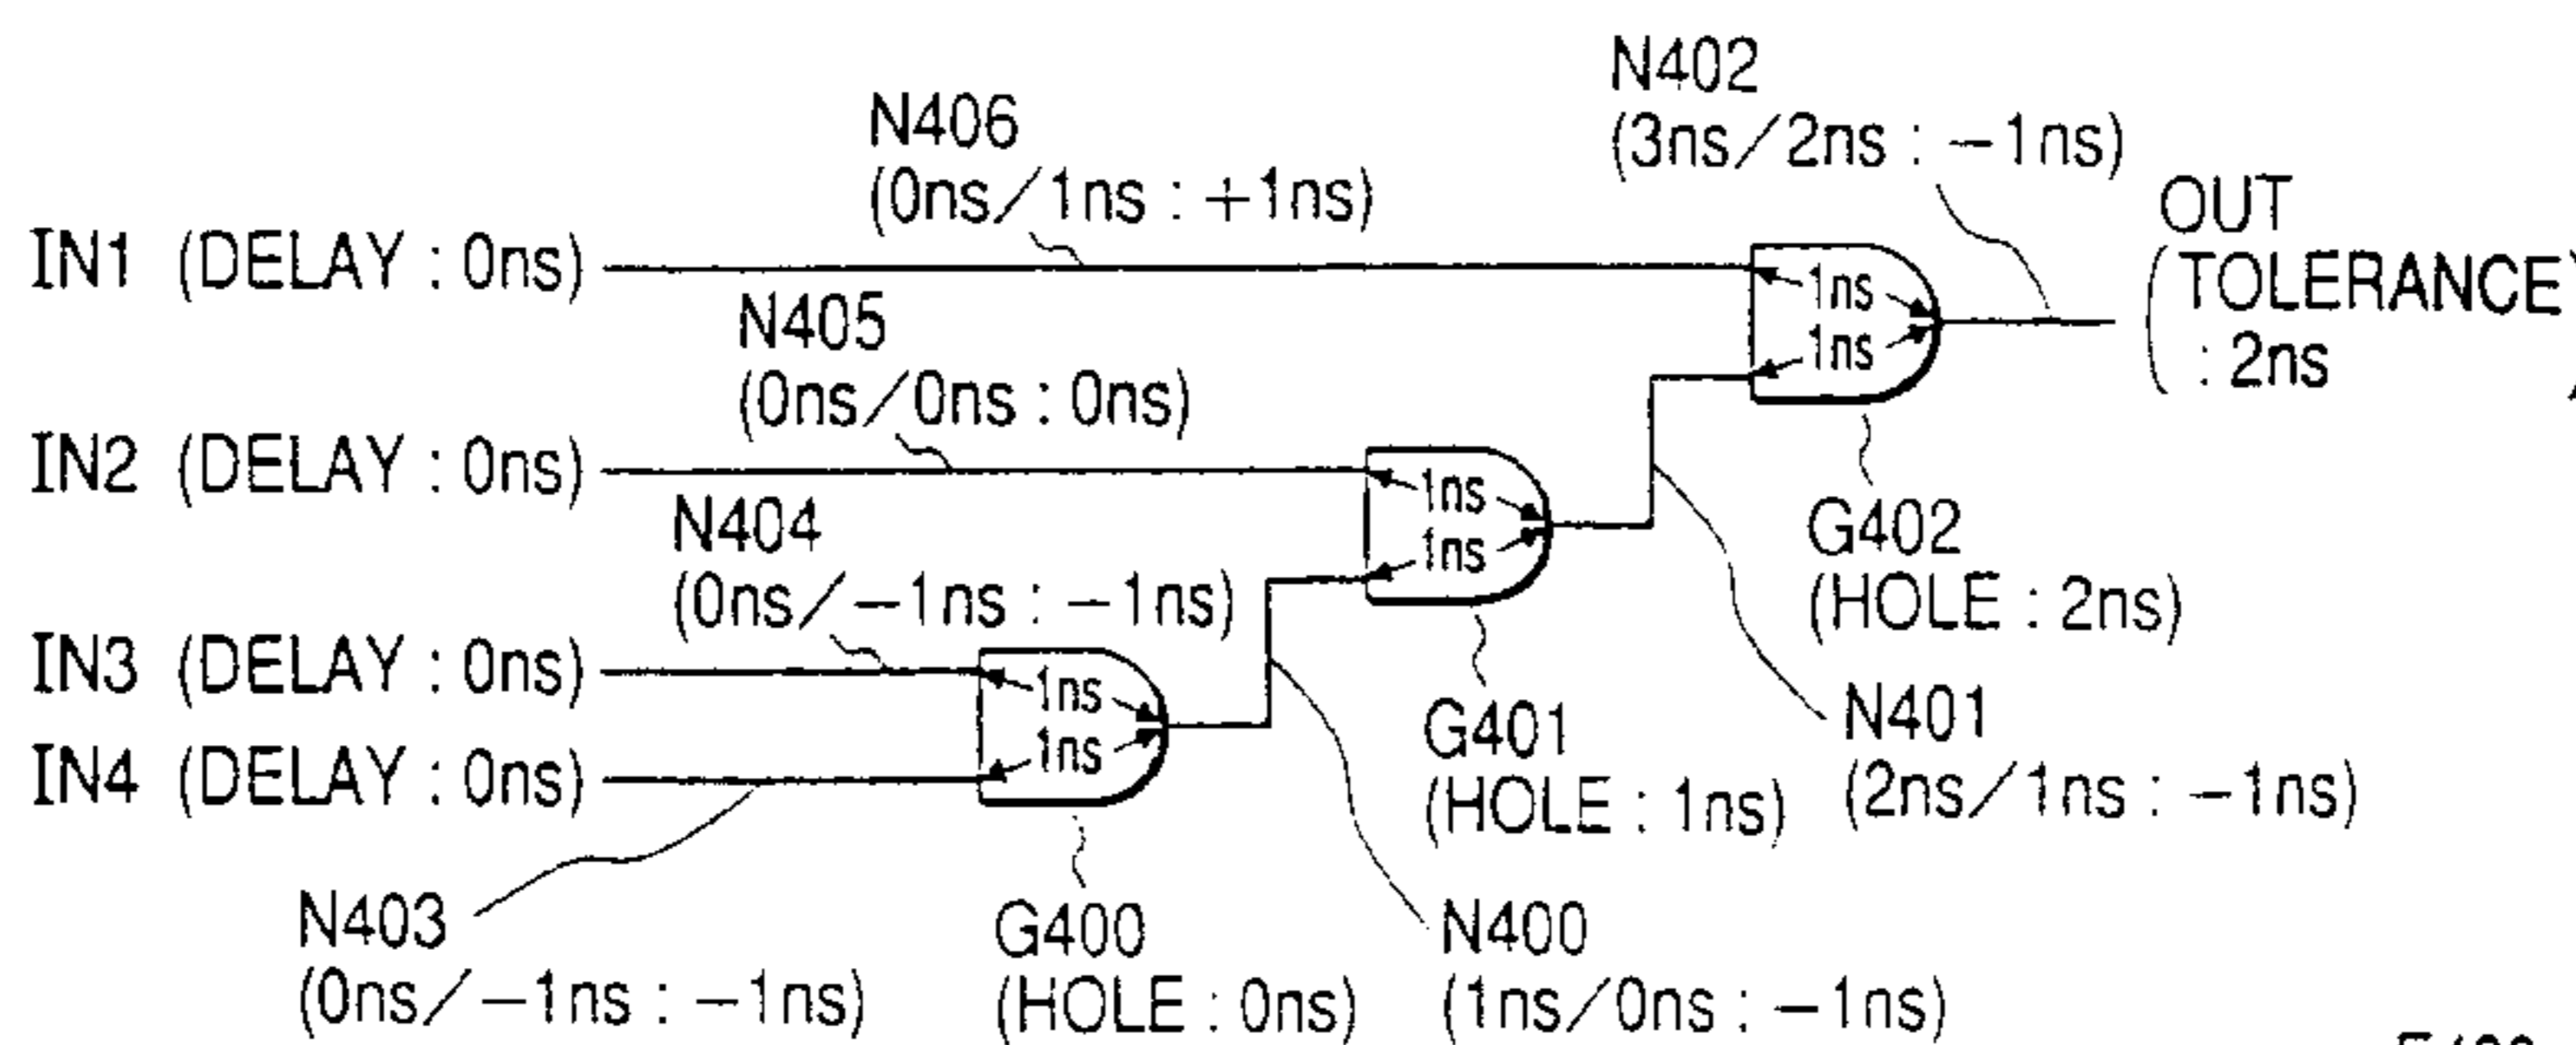 N402
(3ns/2ns : −1ns)
N406
(0ns/1ns : +1ns)
OUT
(TOLERANCE
: 2ns)
IN1 (DELAY : 0ns)
1ns
1ns
N405
(0ns/0ns : 0ns)
IN2 (DELAY : 0ns)
1ns
1ns
G402
(HOLE : 2ns)
N404
(0ns/−1ns : −1ns)
IN3 (DELAY : 0ns)
1ns
1ns
G401
(HOLE : 1ns)
N401
(2ns/1ns : −1ns)
IN4 (DELAY : 0ns)
N403
(0ns/−1ns : −1ns)
G400
(HOLE : 0ns)
N400
(1ns/0ns : −1ns)